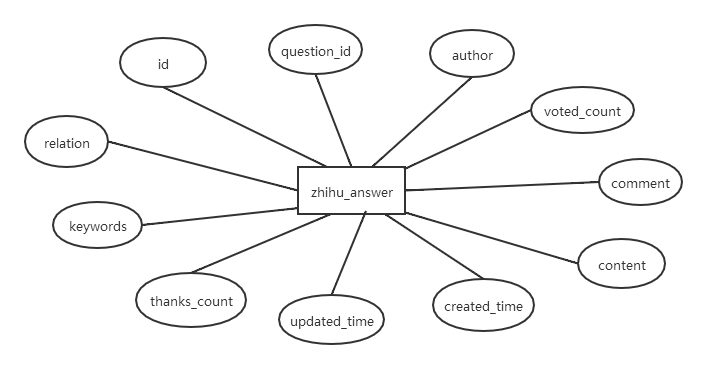 question_id
author
id
voted_count
relation
comment
zhihu_answer
keywords
content
thanks_count
created_time
updated_time